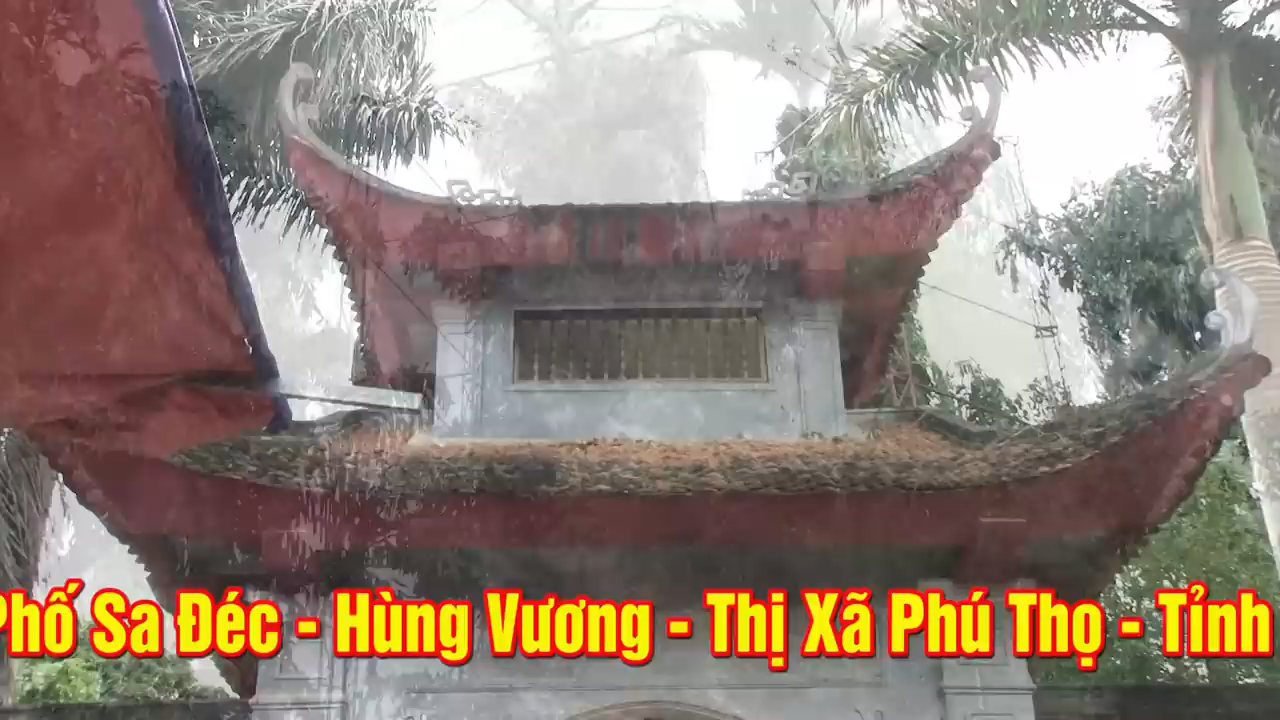 Phố Sa Đéc - Hùng Vương - Thị Xã Phú Thọ - Tỉnh